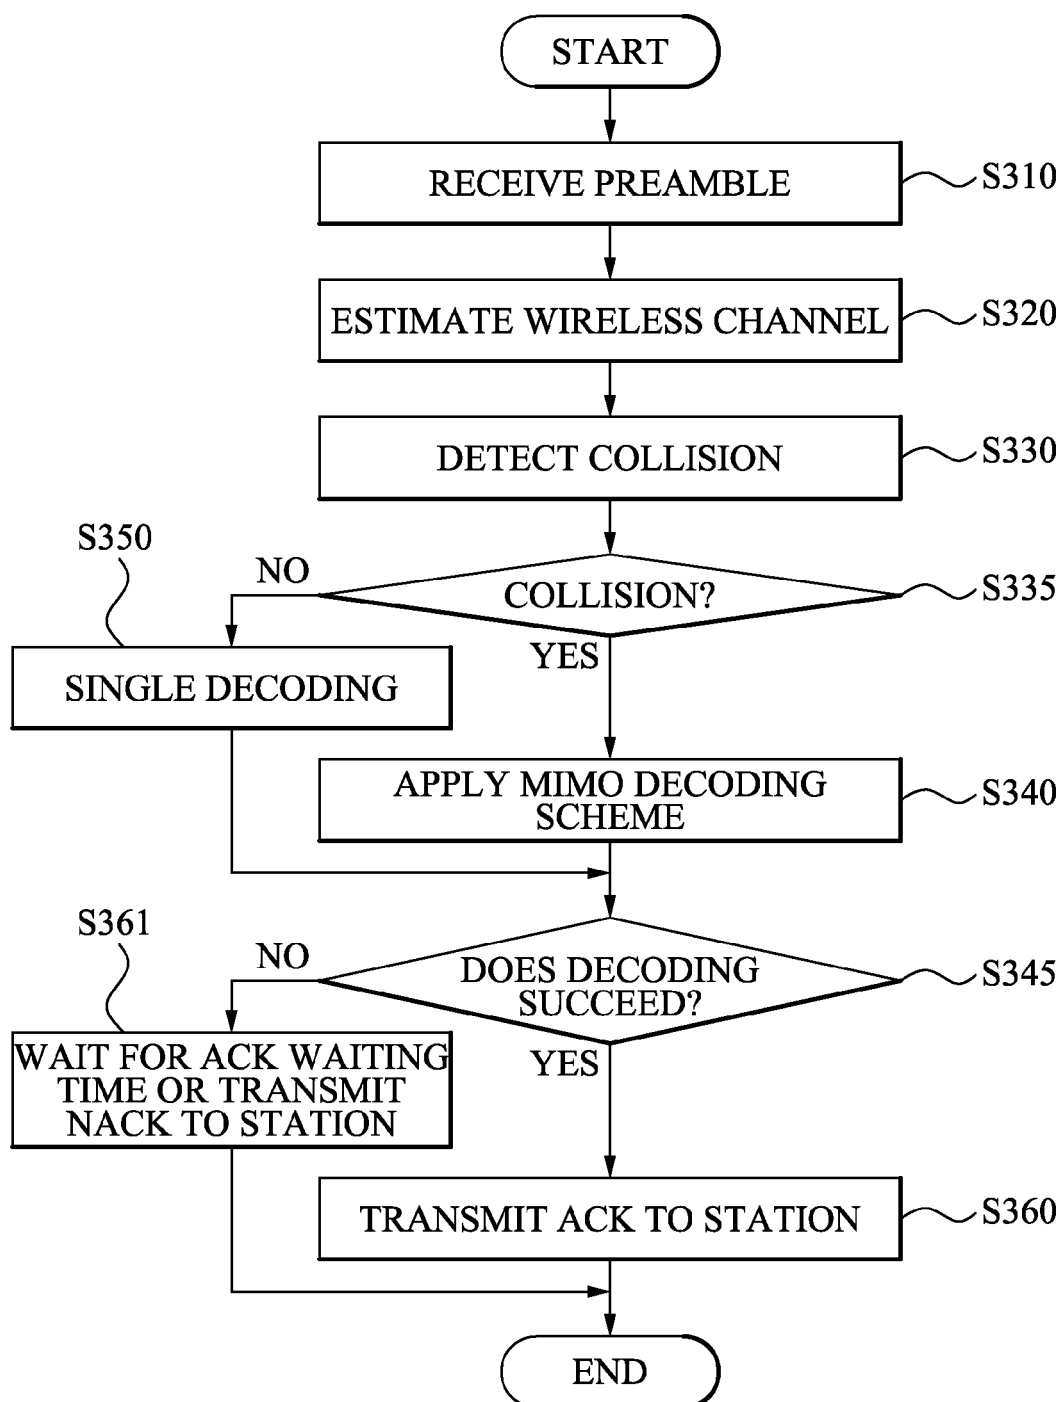 START
RECEIVE PREAMBLE
S310
ESTIMATE WIRELESS CHANNEL
S320
DETECT COLLISION
S330
S350
NO
COLLISION?
S335
YES
SINGLE DECODING
APPLY MIMO DECODING
SCHEME
S340
S361
NO
DOES DECODING
SUCCEED?
S345
YES
WAIT FOR ACK WAITING
TIME OR TRANSMIT
NACK TO STATION
TRANSMIT ACK TO STATION
S360
END